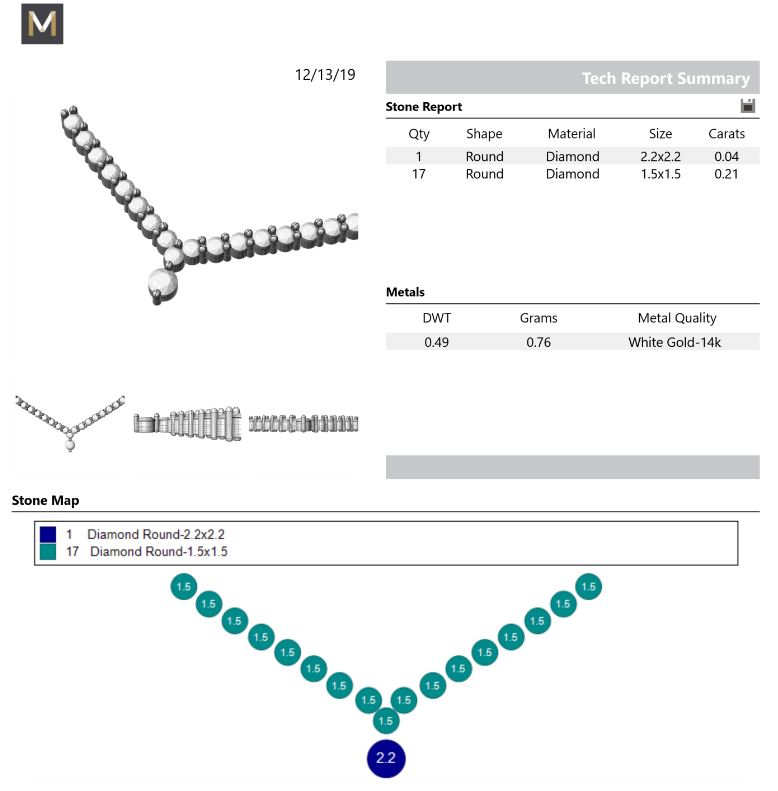 M
12/13/19
Tech Report Summary
Stone Report
Qty Shape Material Size Carats
1 Round Diamond 2.2x2.2 0.04
17 Round Diamond 1.5x1.5 0.21
Metals
DWT Grams Metal Quality
0.49 0.76 White Gold-14k
Stone Map
1 Diamond Round-2.2x2.2
17 Diamond Round-1.5x1.5
1.5 1.5
1.5 1.5
1.5 1.5
1.5 1.5
1.5 1.5
1.5 1.5
1.5 1.5
1.5 1.5
1.5
2.2